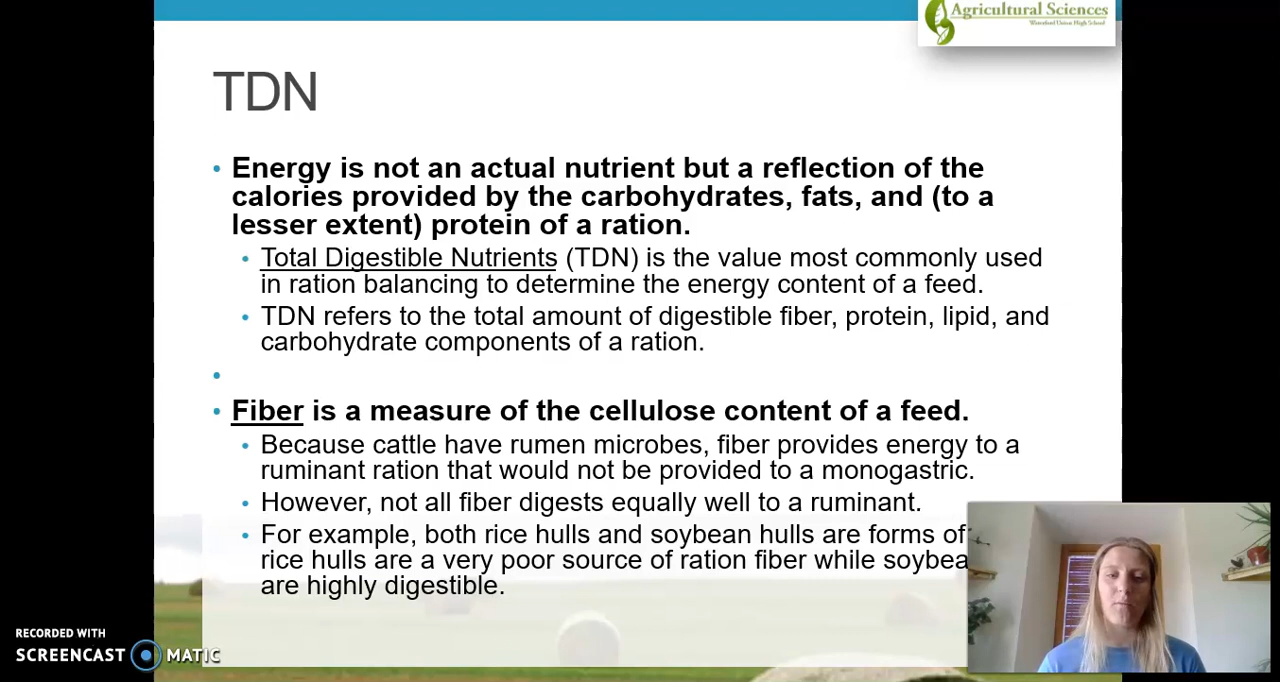 Agricultural Sciences
Waterford Union High School
TDN
• Energy is not an actual nutrient but a reflection of the
calories provided by the carbohydrates, fats, and (to a
lesser extent) protein of a ration.
• Total Digestible Nutrients (TDN) is the value most commonly used
in ration balancing to determine the energy content of a feed.
• TDN refers to the total amount of digestible fiber, protein, lipid, and
carbohydrate components of a ration.
•
• Fiber is a measure of the cellulose content of a feed.
• Because cattle have rumen microbes, fiber provides energy to a
ruminant ration that would not be provided to a monogastric.
• However, not all fiber digests equally well to a ruminant.
• For example, both rice hulls and soybean hulls are forms of
rice hulls are a very poor source of ration fiber while soybea
are highly digestible.
RECORDED WITH
SCREENCAST MATIC